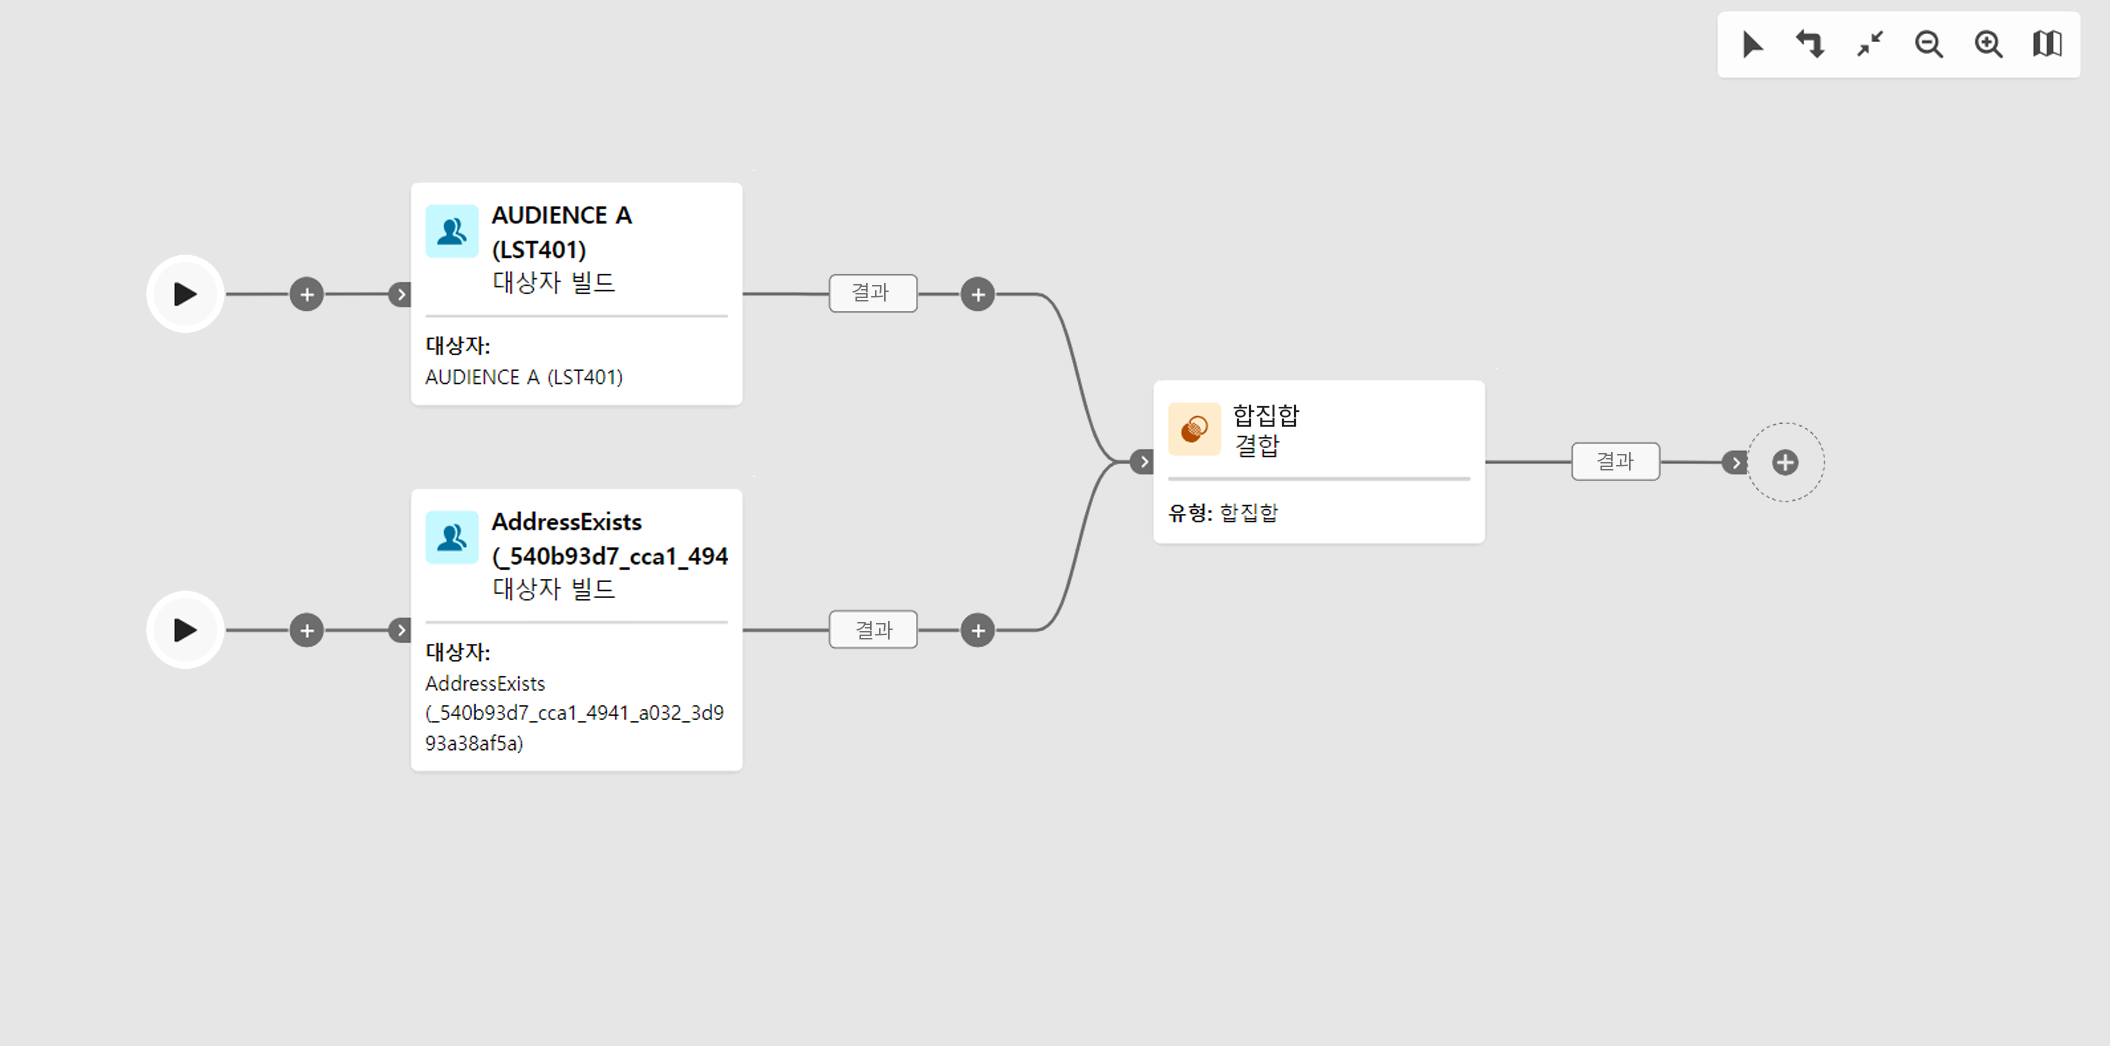 AUDIENCE A
(LST401)
대상자 빌드
대상자:
AUDIENCE A (LST401)
결과
AddressExists
(_540b93d7_cca1_494
대상자 빌드
대상자:
AddressExists
(_540b93d7_cca1_4941_a032_3d9
93a38af5a)
결과
합집합
결합
유형: 합집합
결과